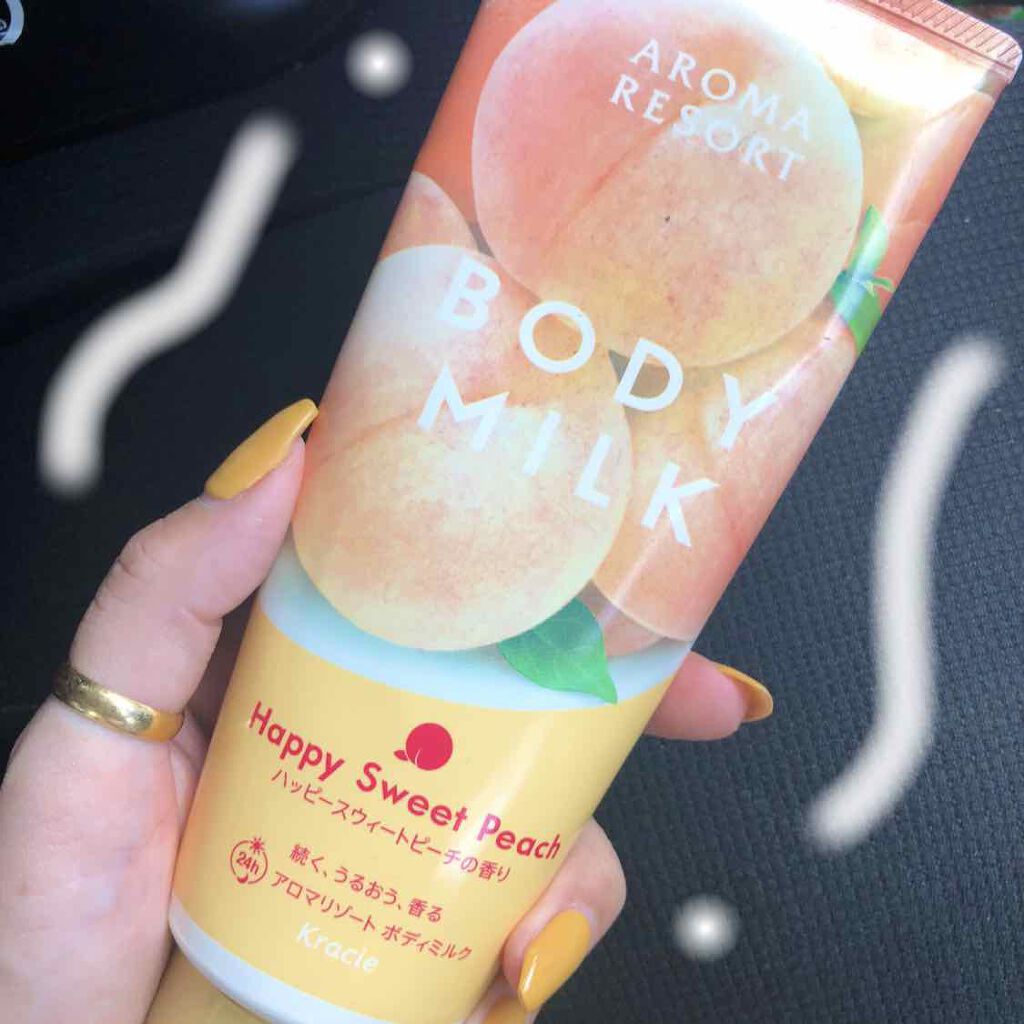 AROMA
RESORT
BODY
MILK
Happy Sweet Peach
ハッピースウィートピーチの香り
24h
続く、うるおう、香る
アロマリゾート ボディミルク
Kracie